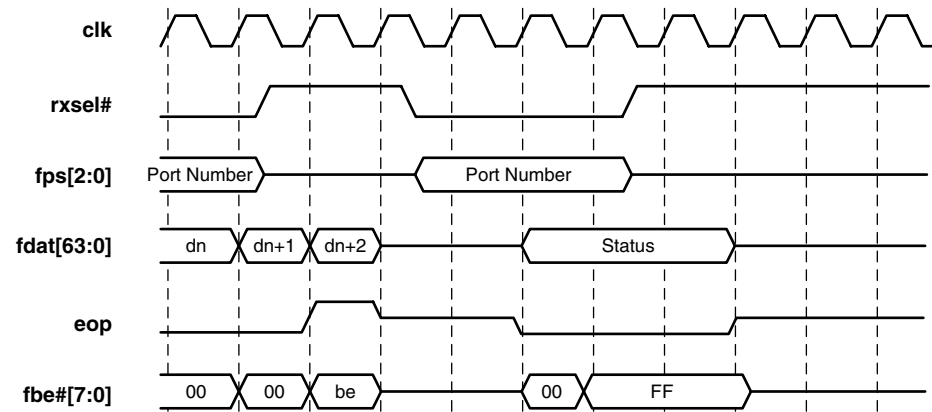 clk
rxsel#
fps[2:0] Port Number Port Number
fdat[63:0] dn dn+1 dn+2 Status
eop
fbe#[7:0] 00 00 be 00 FF